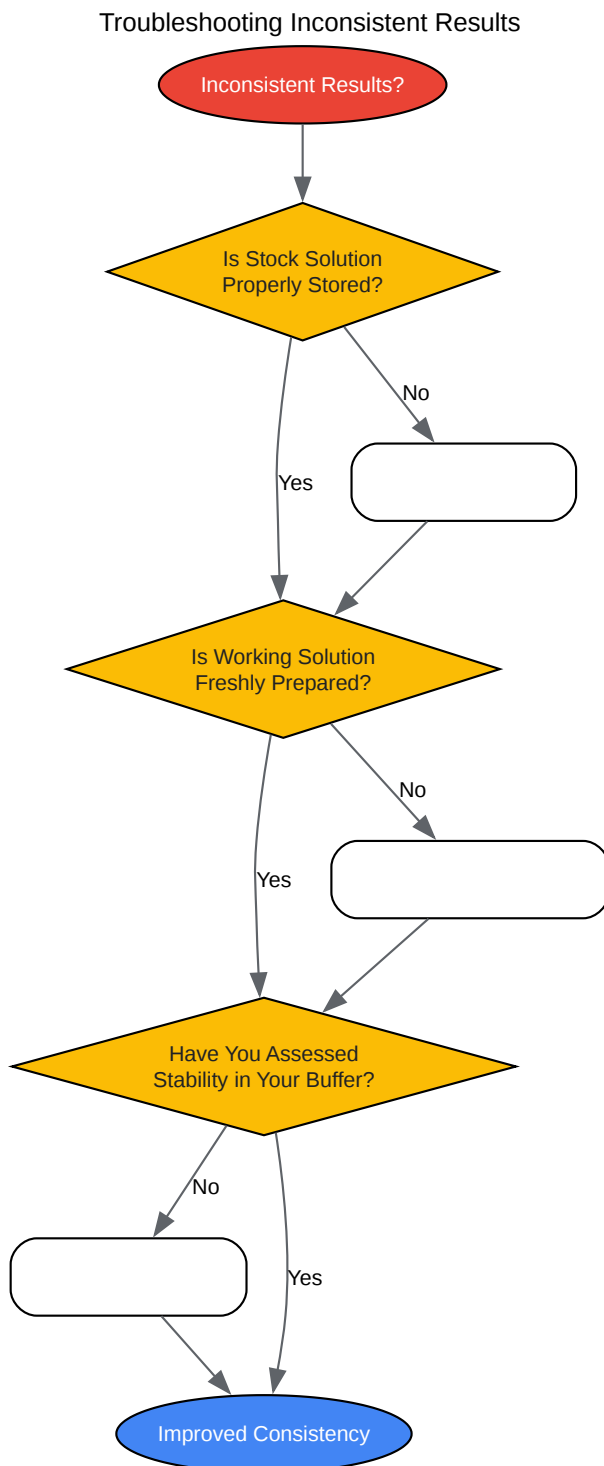 Troubleshooting Inconsistent Results
Inconsistent Results?
Is Stock Solution
Properly Stored?
No
Yes
Is Working Solution
Freshly Prepared?
No
Yes
Have You Assessed
Stability in Your Buffer?
No
Yes
Improved Consistency